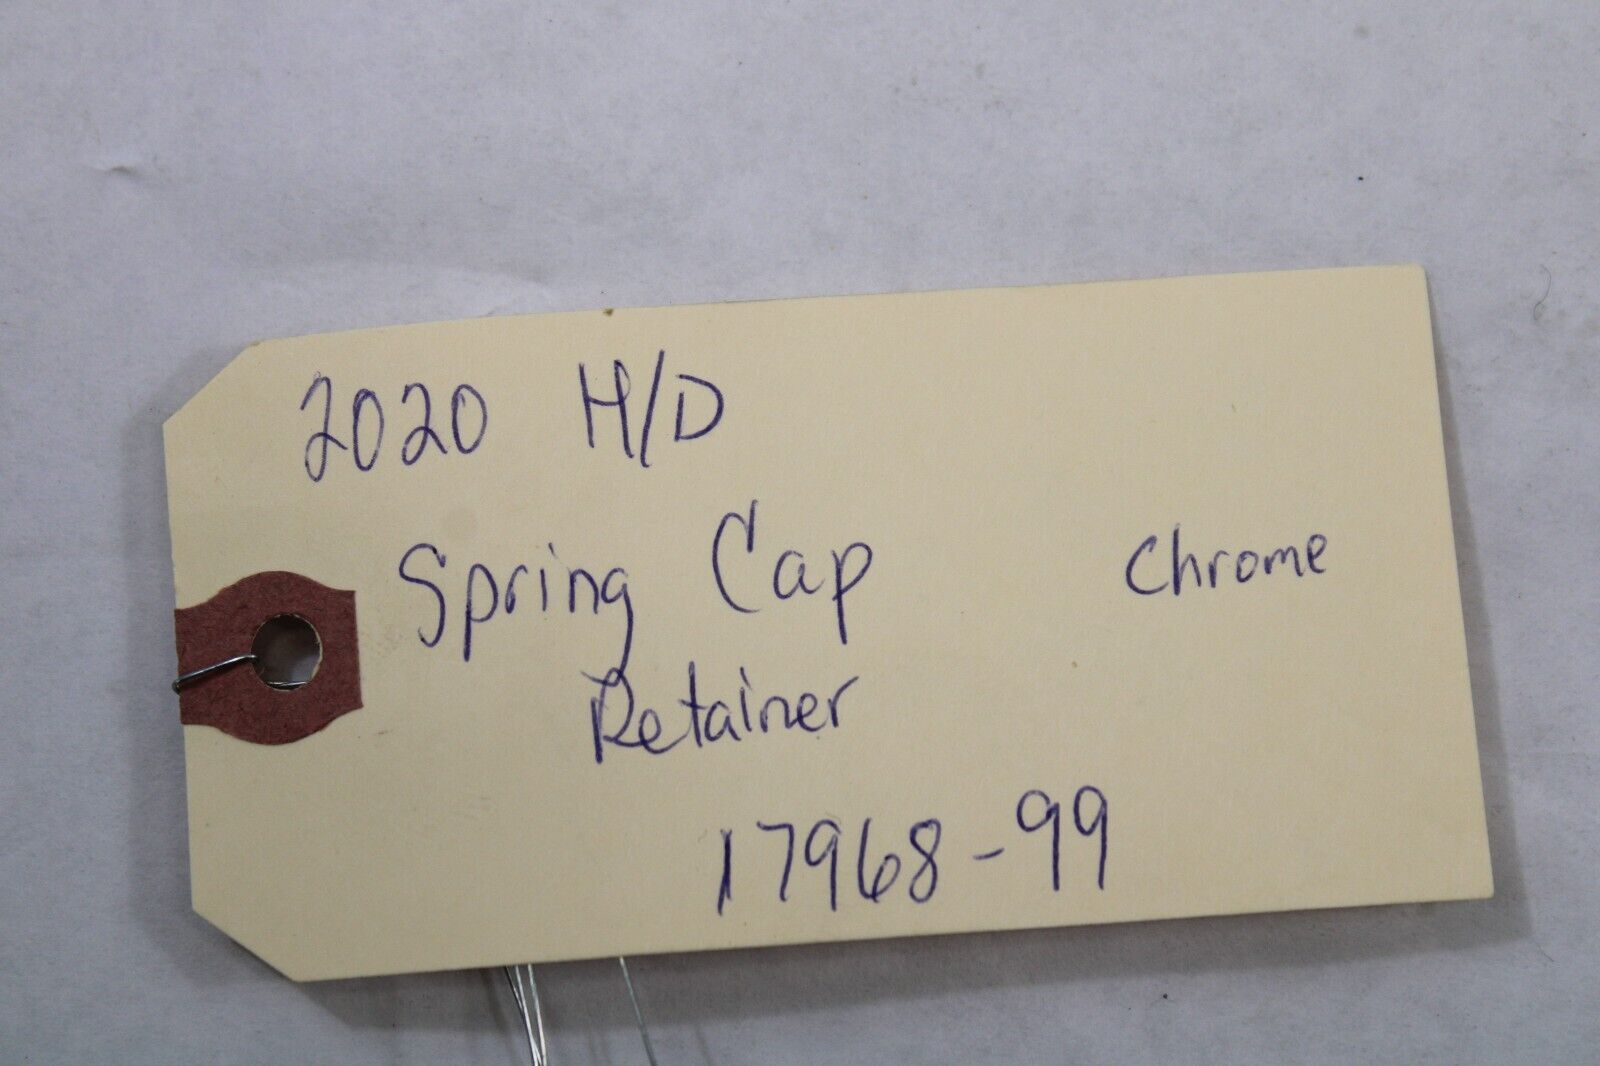 2020 H/D
Spring Cap Chrome
Retainer
17968-99